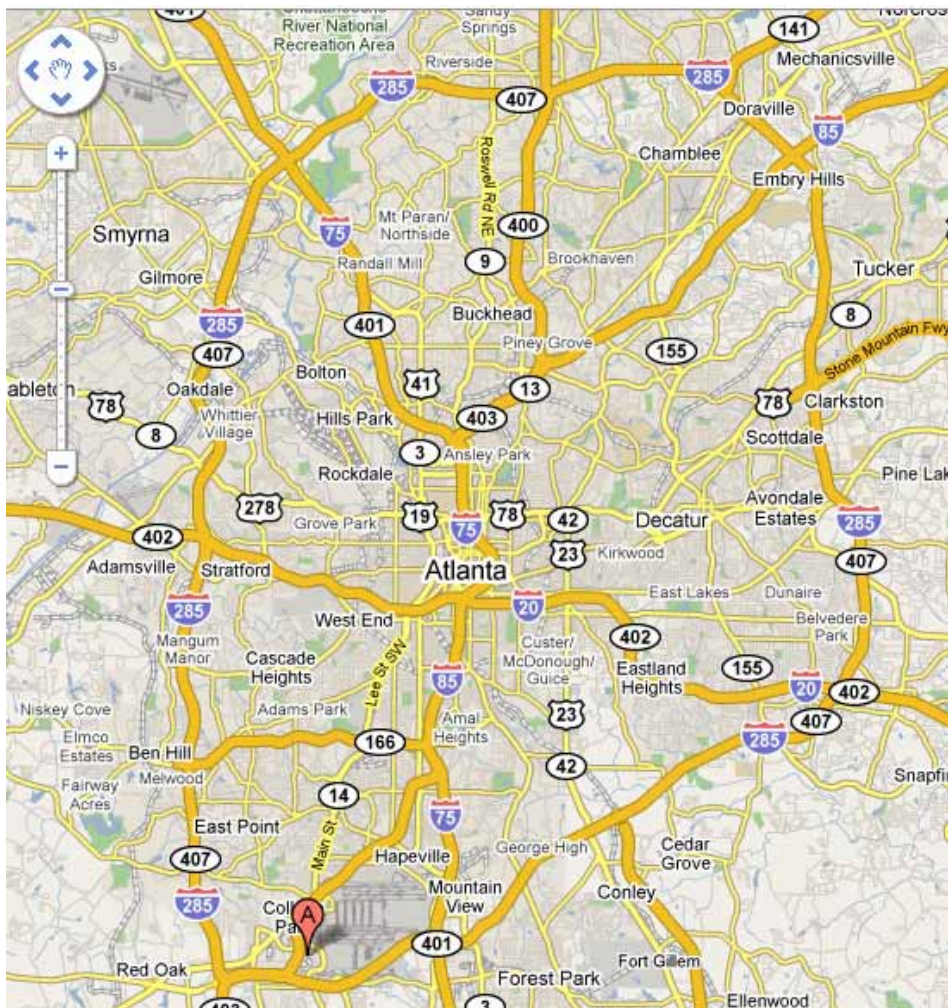 401
Chattahoochee
River National
Recreation Area
Sandy
Springs
Norcros
141
Mechanicsville
Riverside
285
407
285
Doraville
85
Roswell Rd NE
Chamblee
Embry Hills
Smyrna
75
Mt Paran/
Northside
400
Gilmore
Randall Mill
9
Brookhaven
Tucker
285
401
Buckhead
8
407
Piney Grove
155
Stone Mountain Fwy
ableton
78
Oakdale
Bolton
41
13
78
Clarkston
8
Whittier
Village
Hills Park
403
Scottdale
3
Ansley Park
Rockdale
Pine Lak
278
Grove Park
19
75
78
42
Decatur
Avondale
Estates
285
402
23
Kirkwood
407
Adamsville
Stratford
Atlanta
East Lakes
Dunaire
285
West End
20
402
Belvedere
Park
Mangum
Manor
Cascade
Heights
Lee St SW
85
Custer/
McDonough/
Guice
Eastland
Heights
155
20
402
Niskey Cove
Adams Park
Amal
Heights
23
407
Elmco
Estates
Ben Hill
166
285
Melwood
42
Snapfi
Fairway
Acres
14
75
East Point
Main St
Hapeville
George High
Cedar
Grove
407
285
Mountain
View
Conley
A
401
Red Oak
Forest Park
Ellenwood
403
3